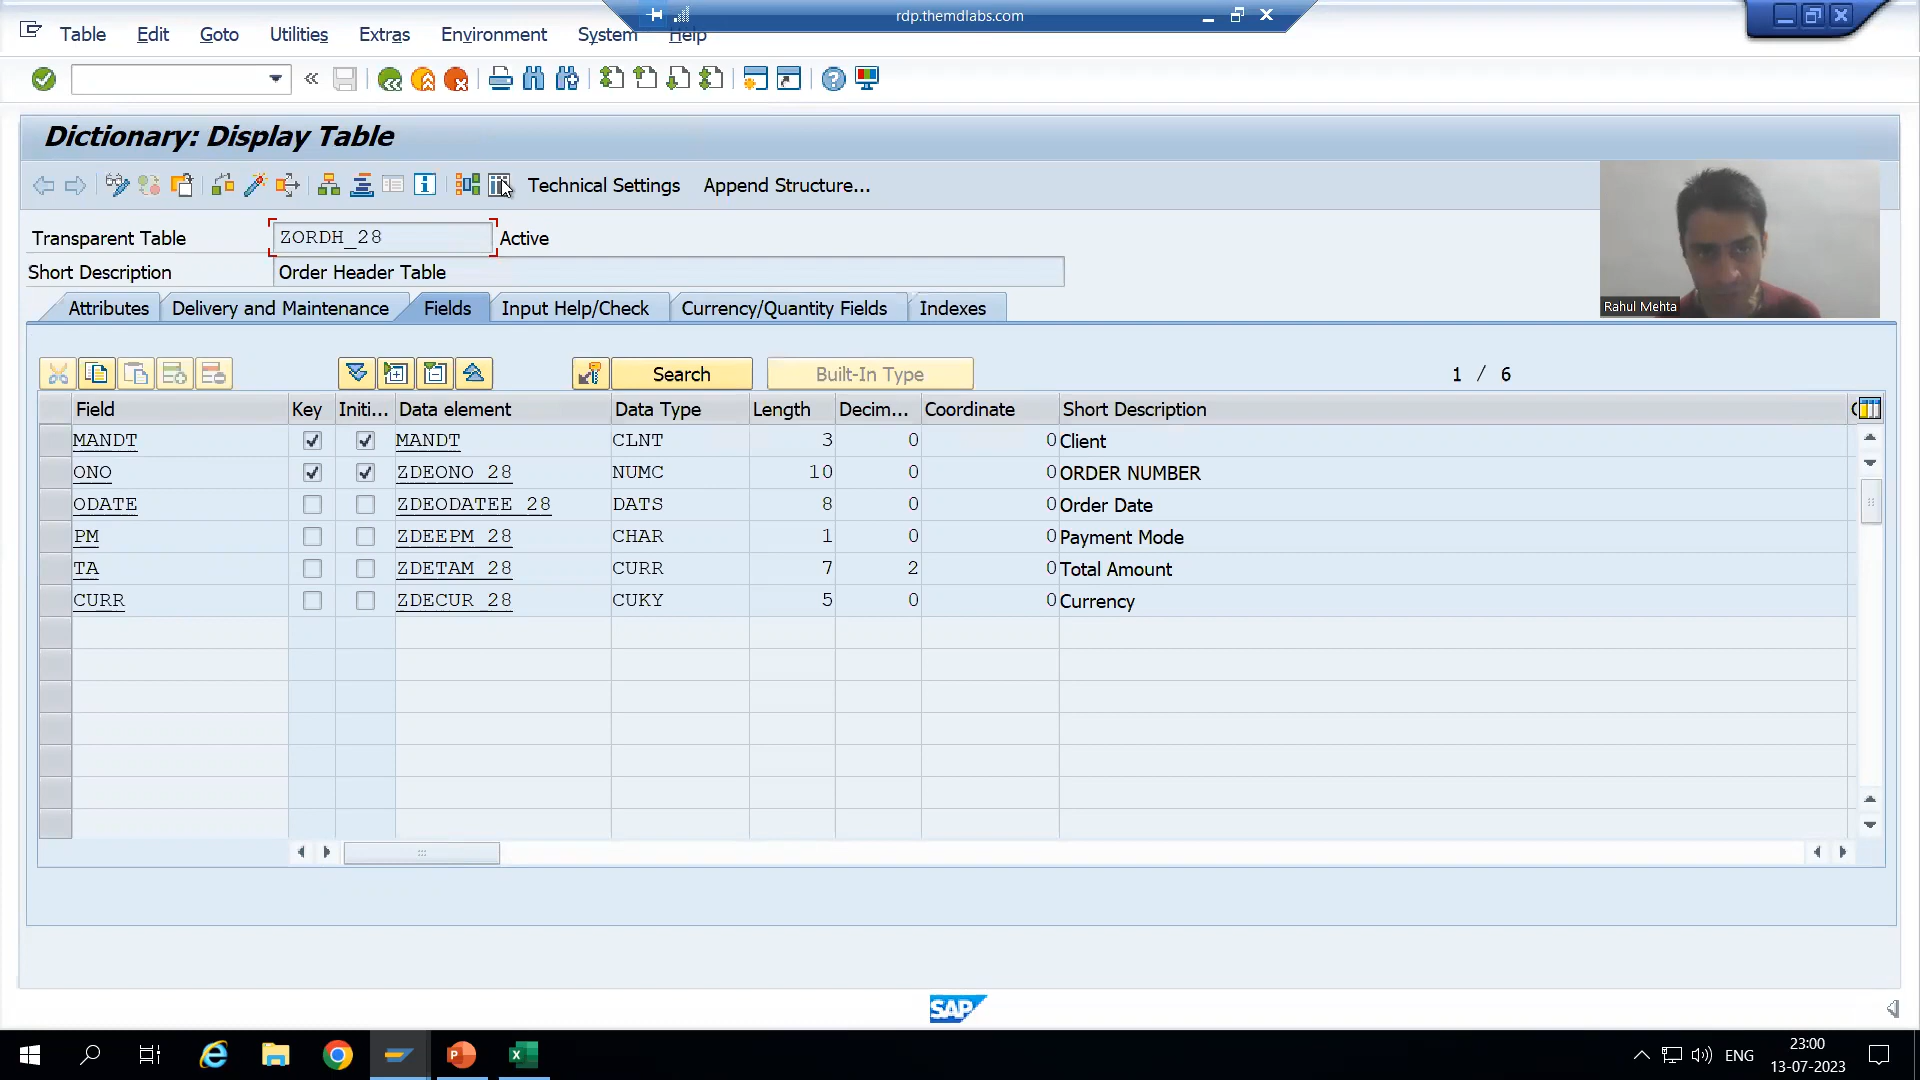 rdp.themdlabs.com
Table Edit Goto Utilities Extras Environment System Help
Dictionary: Display Table
Technical Settings Append Structure...
Transparent Table ZORDH_28 Active
Short Description Order Header Table
Rahul Mehta
Attributes Delivery and Maintenance Fields Input Help/Check Currency/Quantity Fields Indexes
Search Built-In Type 1 / 6
Field Key Initi... Data element Data Type Length Decim... Coordinate Short Description
MANDT MANDT CLNT 3 0 0 Client
ONO ZDEONO_28 NUMC 10 0 0 ORDER NUMBER
ODATE ZDEODATEE_28 DATS 8 0 0 Order Date
PM ZDEEPM_28 CHAR 1 0 0 Payment Mode
TA ZDETAM_28 CURR 7 2 0 Total Amount
CURR ZDECUR_28 CUKY 5 0 0 Currency
SAP
ENG
23:00
13-07-2023